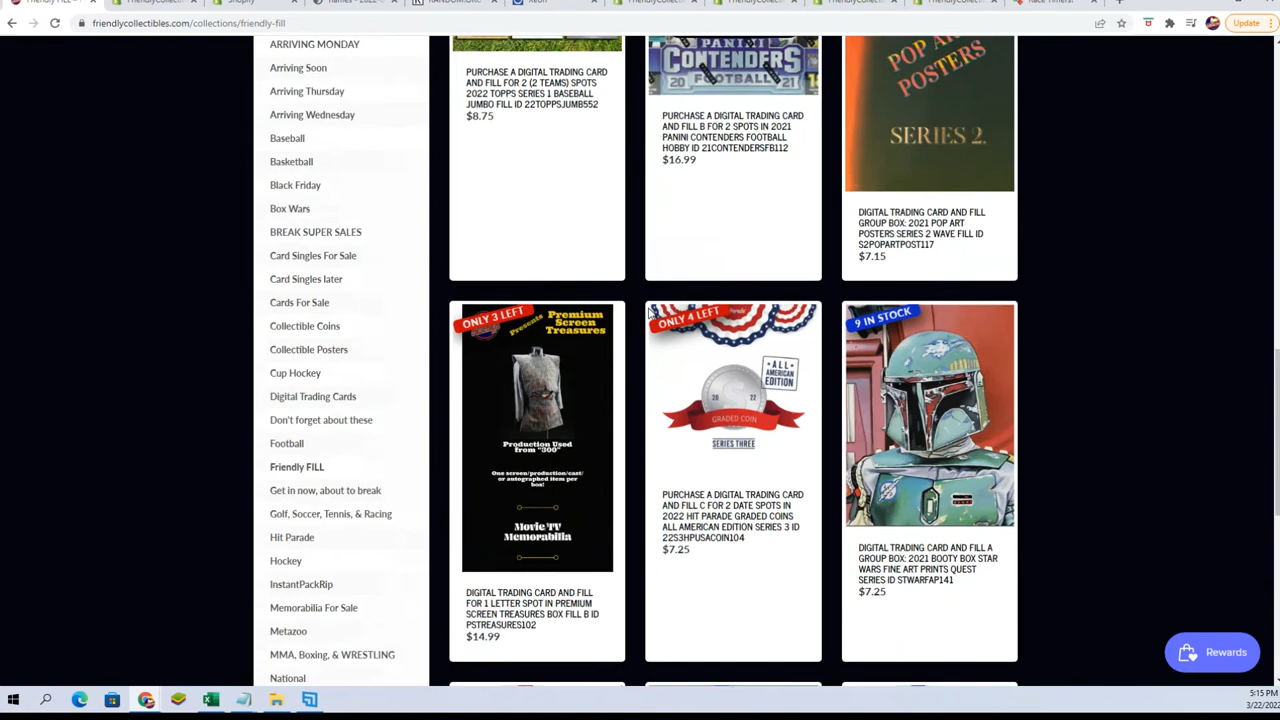 Shopify
FriendlyCollec
friendlycollectibles.com/collections/friendly-fill
Update
ARRIVING MONDAY
Arriving Soon
Arriving Thursday
Arriving Wednesday
Baseball
Basketball
Black Friday
Box Wars
BREAK SUPER SALES
Card Singles For Sale
Card Singles later
Cards For Sale
Collectible Coins
Collectible Posters
Cup Hockey
Digital Trading Cards
Don't forget about these
Football
Friendly FILL
Get in now, about to break
Golf, Soccer, Tennis, & Racing
Hit Parade
Hockey
InstantPackRip
Memorabilia For Sale
Metazoo
MMA, Boxing, & WRESTLING
National
PURCHASE A DIGITAL TRADING CARD
AND FILL FOR 2 (2 TEAMS) SPOTS
2022 TOPPS SERIES 1 BASEBALL
JUMBO FILL ID 22TOPPSJUMB552
$8.75
PANINI
CONTENDERS
20 FOOTBALL 21
PURCHASE A DIGITAL TRADING CARD
AND FILL B FOR 2 SPOTS IN 2021
PANINI CONTENDERS FOOTBALL
HOBBY ID 21CONTENDERSFB112
$16.99
POP ART
POSTERS
SERIES 2.
DIGITAL TRADING CARD AND FILL
GROUP BOX: 2021 POP ART
POSTERS SERIES 2 WAVE FILL ID
S2POPARTPOST117
$7.15
ONLY 3 LEFT
Presents
Premium
Screen
Treasures
Production Used
from "300"
One screen/production/cast
or autographed item per
box!
Movie/TV
Memorabilia
DIGITAL TRADING CARD AND FILL
FOR 1 LETTER SPOT IN PREMIUM
SCREEN TREASURES BOX FILL B ID
PSTREASURES102
$14.99
ONLY 4 LEFT
Parade
ALL
AMERICAN
EDITION
20 22
GRADED COIN
SERIES THREE
PURCHASE A DIGITAL TRADING CARD
AND FILL C FOR 2 DATE SPOTS IN
2022 HIT PARADE GRADED COINS
ALL AMERICAN EDITION SERIES 3 ID
22S3HPUSACOIN104
$7.25
9 IN STOCK
DIGITAL TRADING CARD AND FILL A
GROUP BOX: 2021 BOOTY BOX STAR
WARS FINE ART PRINTS QUEST
SERIES ID STWARFAP141
$7.25
Rewards
5:15 PM